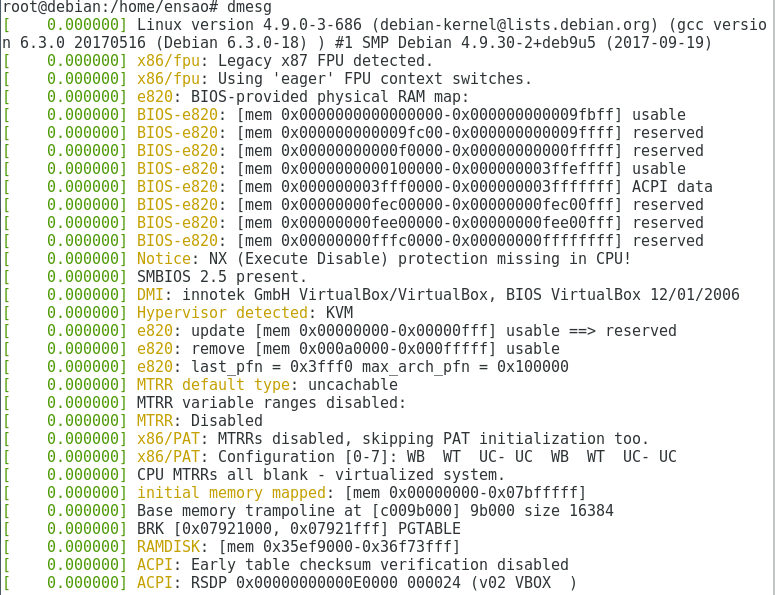 root@debian:/home/ensao# dmesg
[    0.000000] Linux version 4.9.0-3-686 (debian-kernel@lists.debian.org) (gcc versio
n 6.3.0 20170516 (Debian 6.3.0-18) ) #1 SMP Debian 4.9.30-2+deb9u5 (2017-09-19)
[    0.000000] x86/fpu: Legacy x87 FPU detected.
[    0.000000] x86/fpu: Using 'eager' FPU context switches.
[    0.000000] e820: BIOS-provided physical RAM map:
[    0.000000] BIOS-e820: [mem 0x0000000000000000-0x000000000009fbff] usable
[    0.000000] BIOS-e820: [mem 0x000000000009fc00-0x000000000009ffff] reserved
[    0.000000] BIOS-e820: [mem 0x00000000000f0000-0x00000000000fffff] reserved
[    0.000000] BIOS-e820: [mem 0x0000000000100000-0x000000003ffeffff] usable
[    0.000000] BIOS-e820: [mem 0x000000003fff0000-0x000000003fffffff] ACPI data
[    0.000000] BIOS-e820: [mem 0x00000000fec00000-0x00000000fec00fff] reserved
[    0.000000] BIOS-e820: [mem 0x00000000fee00000-0x00000000fee00fff] reserved
[    0.000000] BIOS-e820: [mem 0x00000000fffc0000-0x00000000ffffffff] reserved
[    0.000000] Notice: NX (Execute Disable) protection missing in CPU!
[    0.000000] SMBIOS 2.5 present.
[    0.000000] DMI: innotek GmbH VirtualBox/VirtualBox, BIOS VirtualBox 12/01/2006
[    0.000000] Hypervisor detected: KVM
[    0.000000] e820: update [mem 0x00000000-0x00000fff] usable ==> reserved
[    0.000000] e820: remove [mem 0x000a0000-0x000fffff] usable
[    0.000000] e820: last_pfn = 0x3fff0 max_arch_pfn = 0x100000
[    0.000000] MTRR default type: uncachable
[    0.000000] MTRR variable ranges disabled:
[    0.000000] MTRR: Disabled
[    0.000000] x86/PAT: MTRRs disabled, skipping PAT initialization too.
[    0.000000] x86/PAT: Configuration [0-7]: WB  WT  UC- UC  WB  WT  UC- UC
[    0.000000] CPU MTRRs all blank - virtualized system.
[    0.000000] initial memory mapped: [mem 0x00000000-0x07bfffff]
[    0.000000] Base memory trampoline at [c009b000] 9b000 size 16384
[    0.000000] BRK [0x07921000, 0x07921fff] PGTABLE
[    0.000000] RAMDISK: [mem 0x35ef9000-0x36f73fff]
[    0.000000] ACPI: Early table checksum verification disabled
[    0.000000] ACPI: RSDP 0x00000000000E0000 000024 (v02 VBOX  )